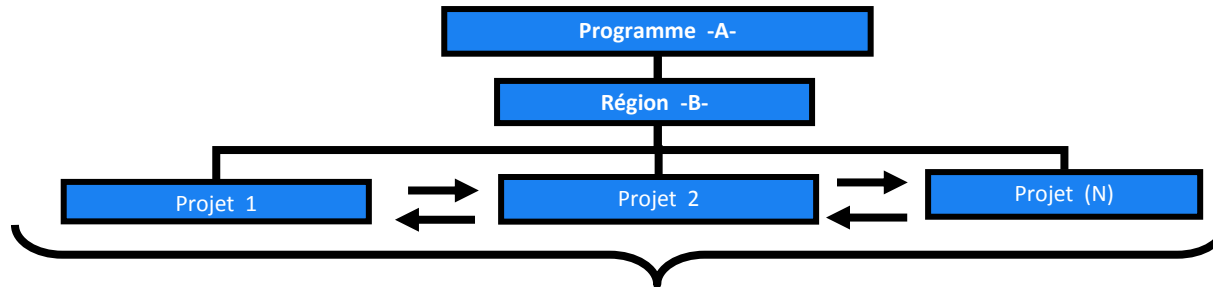 Programme -A-
Région -B-
Projet 1
Projet 2
Projet (N)